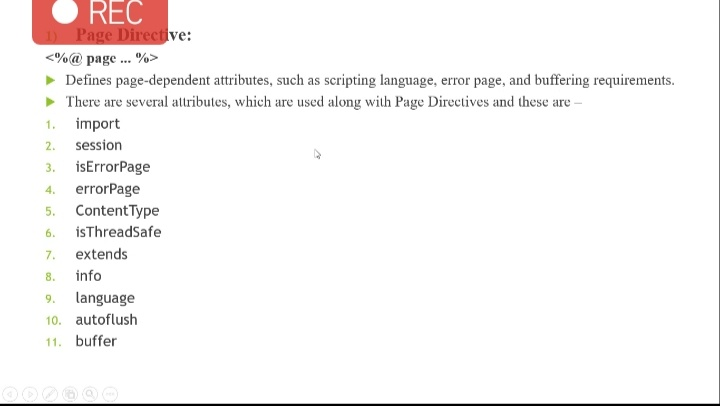 REC
1) Page Directive:
<%@ page ... %>
Defines page-dependent attributes, such as scripting language, error page, and buffering requirements.
There are several attributes, which are used along with Page Directives and these are –
1. import
2. session
3. isErrorPage
4. errorPage
5. ContentType
6. isThreadSafe
7. extends
8. info
9. language
10. autoflush
11. buffer